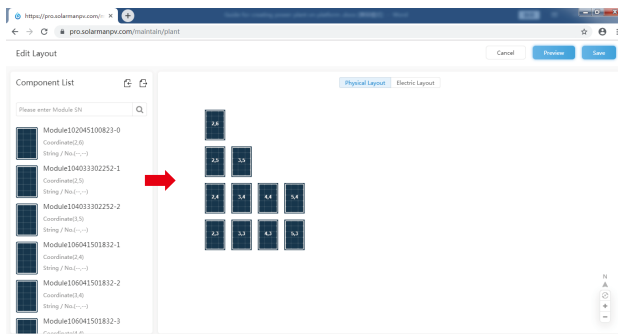 https://pro.solarmanpv.com/m
pro.solarmanpv.com/maintain/plant
Edit Layout
Cancel
Preview
Save
Component List
Physical Layout
Electric Layout
Please enter Module SN
Module102045100823-0
Coordinate(2,6)
String / No.(--,--)
Module104033302252-1
Coordinate(2,5)
String / No.(--,--)
Module104033302252-2
Coordinate(3,5)
String / No.(--,--)
Module106041501832-1
Coordinate(2,4)
String / No.(--,--)
Module106041501832-2
Coordinate(3,4)
String / No.(--,--)
Module106041501832-3
2,6
2,5 3,5
2,4 3,4 4,4 5,4
2,3 3,3 4,3 5,3
N